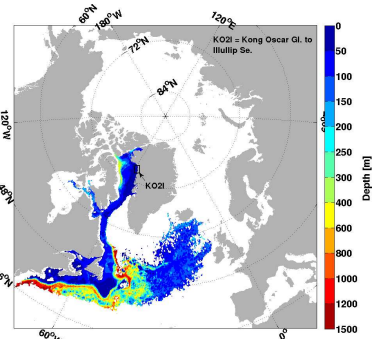 60°N
180°W
120°E
72°N
KO2I = Kong Oscar Gl. to
Illullip Se.
84°N
120°W
KO2I
48°N
60°W
0°
0
50
100
150
200
250
300
400
600
800
1000
1200
1500
Depth [m]